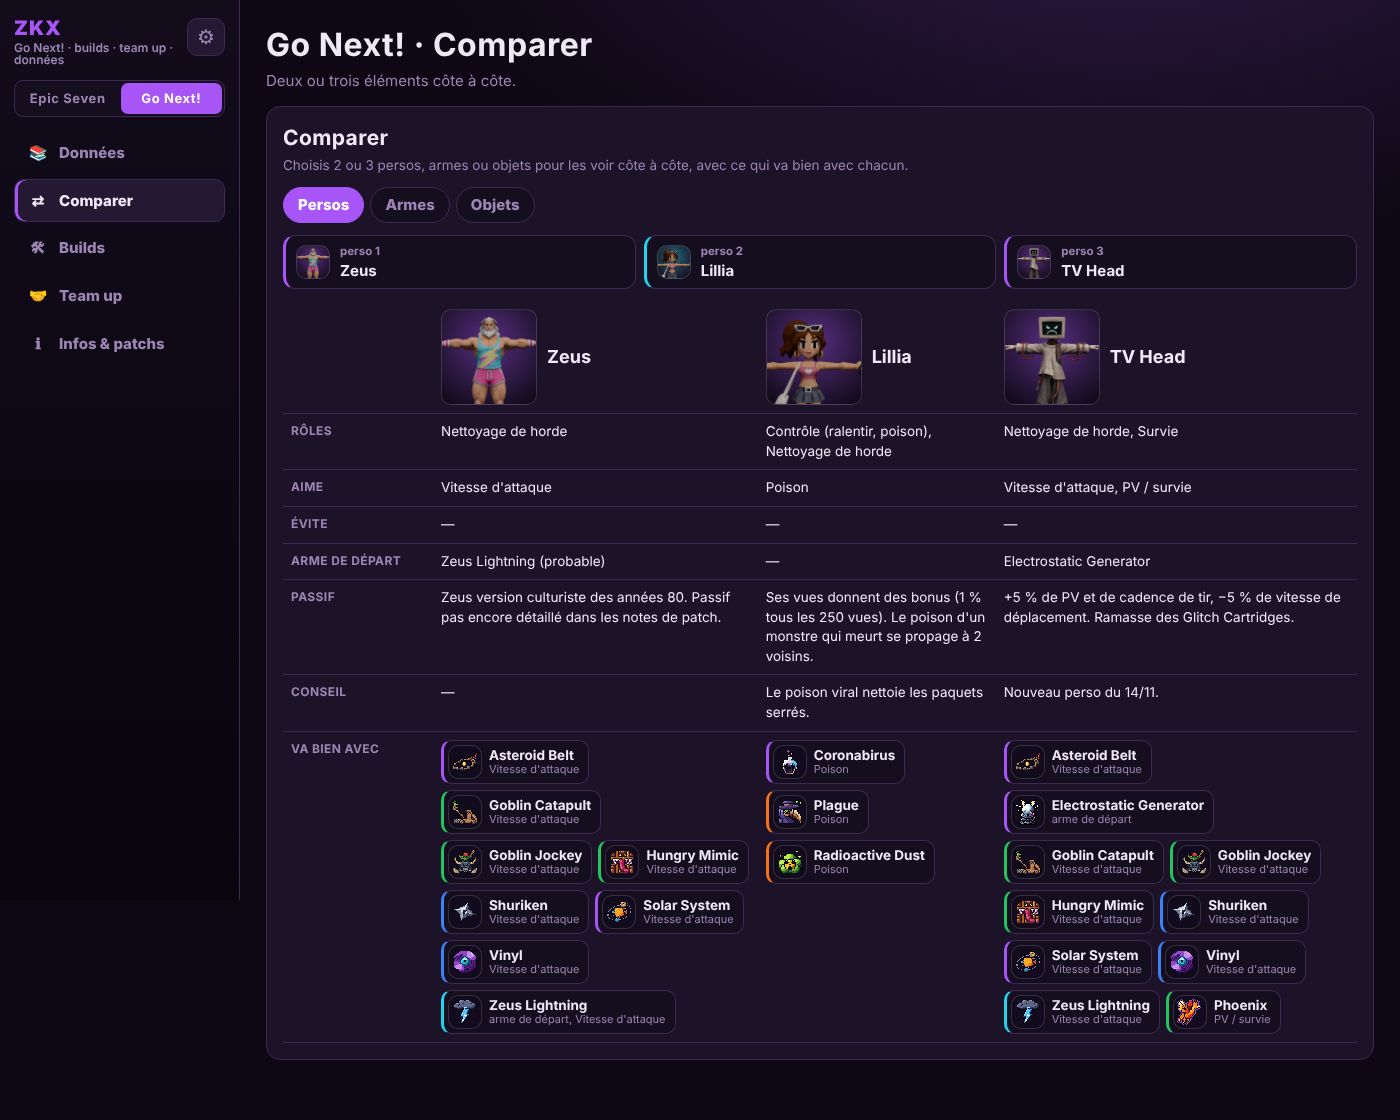 ZKX
Go Next! · builds · team up ·
données
Epic Seven
Go Next!
Données
Comparer
Builds
Team up
Infos & patchs
Go Next! · Comparer
Deux ou trois éléments côte à côte.
Comparer
Choisis 2 ou 3 persos, armes ou objets pour les voir côte à côte, avec ce qui va bien avec chacun.
Persos
Armes
Objets
perso 1
Zeus
perso 2
Lillia
perso 3
TV Head
Zeus
Lillia
TV Head
RÔLES
Nettoyage de horde
Contrôle (ralentir, poison),
Nettoyage de horde
Nettoyage de horde, Survie
AIME
Vitesse d'attaque
Poison
Vitesse d'attaque, PV / survie
ÉVITE
—
—
—
ARME DE DÉPART
Zeus Lightning (probable)
—
Electrostatic Generator
PASSIF
Zeus version culturiste des années 80. Passif
pas encore détaillé dans les notes de patch.
Ses vues donnent des bonus (1 %
tous les 250 vues). Le poison d'un
monstre qui meurt se propage à 2
voisins.
+5 % de PV et de cadence de tir, −5 % de vitesse de
déplacement. Ramasse des Glitch Cartridges.
CONSEIL
—
Le poison viral nettoie les paquets
serrés.
Nouveau perso du 14/11.
VA BIEN AVEC
Asteroid Belt
Vitesse d'attaque
Goblin Catapult
Vitesse d'attaque
Goblin Jockey
Vitesse d'attaque
Hungry Mimic
Vitesse d'attaque
Shuriken
Vitesse d'attaque
Solar System
Vitesse d'attaque
Vinyl
Vitesse d'attaque
Zeus Lightning
arme de départ, Vitesse d'attaque
Coronabirus
Poison
Plague
Poison
Radioactive Dust
Poison
Asteroid Belt
Vitesse d'attaque
Electrostatic Generator
arme de départ
Goblin Catapult
Vitesse d'attaque
Goblin Jockey
Vitesse d'attaque
Hungry Mimic
Vitesse d'attaque
Shuriken
Vitesse d'attaque
Solar System
Vitesse d'attaque
Vinyl
Vitesse d'attaque
Zeus Lightning
Vitesse d'attaque
Phoenix
PV / survie